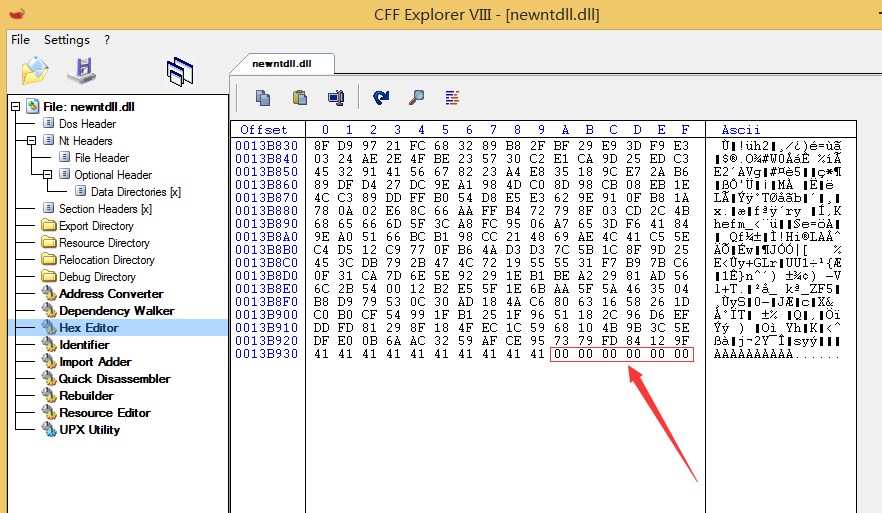 CFF Explorer VIII - [newntdll.dll]
File Settings ?
newntdll.dll
File: newntdll.dll
Dos Header
Nt Headers
File Header
Optional Header
Data Directories [x]
Section Headers [x]
Export Directory
Resource Directory
Relocation Directory
Debug Directory
Address Converter
Dependency Walker
Hex Editor
Identifier
Import Adder
Quick Disassembler
Rebuilder
Resource Editor
UPX Utility
Offset 0 1 2 3 4 5 6 7 8 9 A B C D E F Ascii
0013B830 8F D9 97 21 FC 68 32 89 B8 2F BF 29 E9 3D F9 E3
0013B840 03 24 AE 2E 4F BE 23 57 30 C2 E1 CA 9D 25 ED C3
0013B850 45 32 91 41 56 67 82 23 A4 E8 35 18 9C E7 2A B6
0013B860 89 DF D4 27 DC 9E A1 98 4D C0 8D 98 CB 08 EB 1E
0013B870 4C C3 89 DD FF B0 54 D8 E5 E3 62 9E 91 0F B8 1A
0013B880 78 0A 02 E6 8C 66 AA FF B4 72 79 8F 03 CD 2C 4B
0013B890 68 65 66 6D 5F 3C A8 FC 95 06 A7 65 3D F6 41 84
0013B8A0 9E A0 51 66 BC B1 98 CC 21 48 69 AE 4C 41 C5 5E
0013B8B0 C4 D5 12 C9 77 0F B6 4A D3 D3 7C 5B 1C 8F 9D 25
0013B8C0 45 3C DB 79 2B 47 4C 72 19 55 55 31 F7 B9 7B C6
0013B8D0 0F 31 CA 7D 6E 5E 92 29 1E B1 BE A2 29 81 AD 56
0013B8E0 6C 2B 54 00 12 B2 E5 5F 1E 6B AA 5F 5A 46 35 04
0013B8F0 B8 D9 79 53 0C 30 AD 18 4A C6 80 63 16 58 26 1D
0013B900 C0 B0 CF 54 99 1F B1 25 1F 96 51 18 2C 96 D6 EF
0013B910 DD FD 81 29 8F 18 4F EC 1C 59 68 10 4B 9B 3C 5E
0013B920 DF E0 0B 6A AC 32 59 AF CE 95 73 79 FD 84 12 9F
0013B930 41 41 41 41 41 41 41 41 41 41 00 00 00 00 00 00 AAAAAAAAAA......